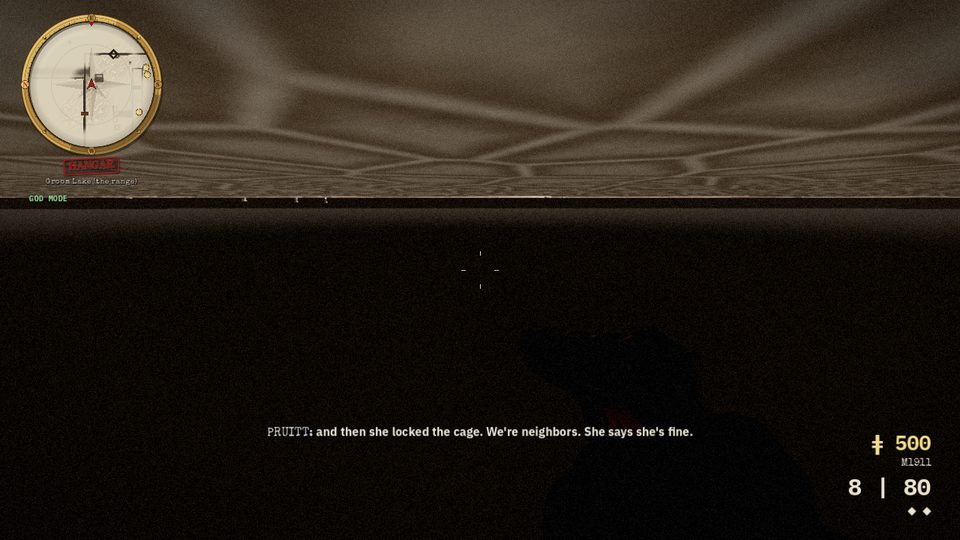 HANGAR
Groom Lake (the range)
GOD MODE
PRUITT: and then she locked the cage. We're neighbors. She says she's fine.
500
M1911
8 | 80